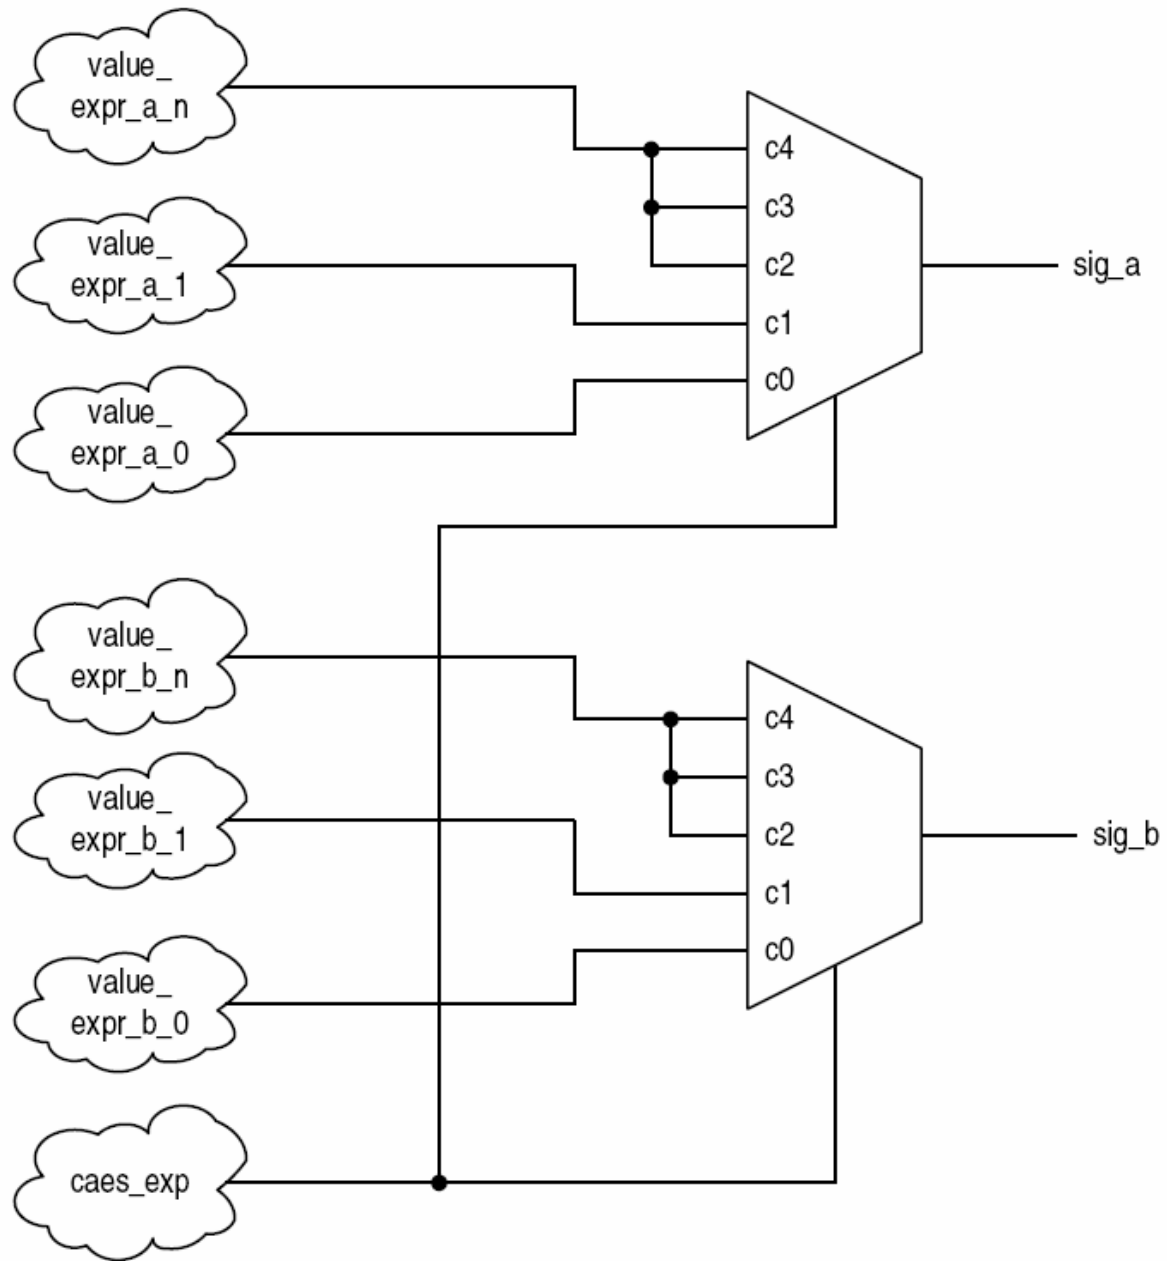 value_
expr_a_n
c4
c3
value_
expr_a_1
c2
sig_a
c1
c0
value_
expr_a_0
value_
expr_b_n
c4
c3
value_
expr_b_1
c2
sig_b
c1
c0
value_
expr_b_0
caes_exp